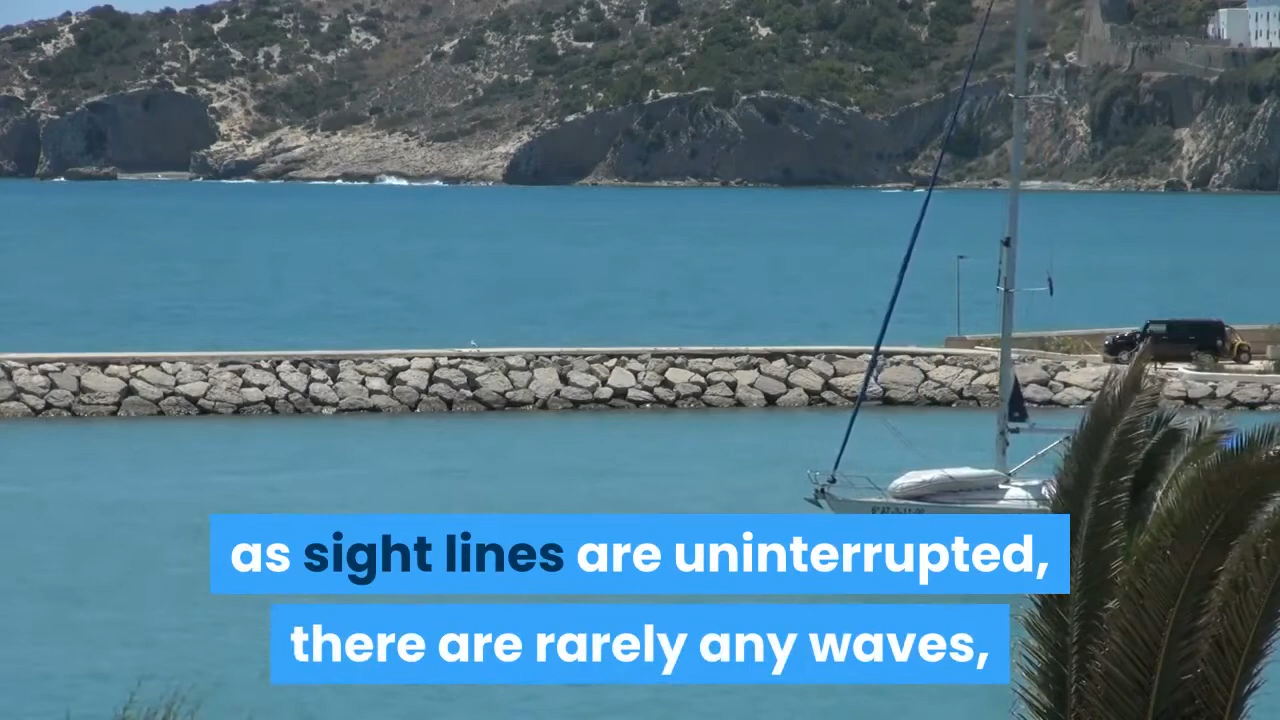 as sight lines are uninterrupted,
there are rarely any waves,